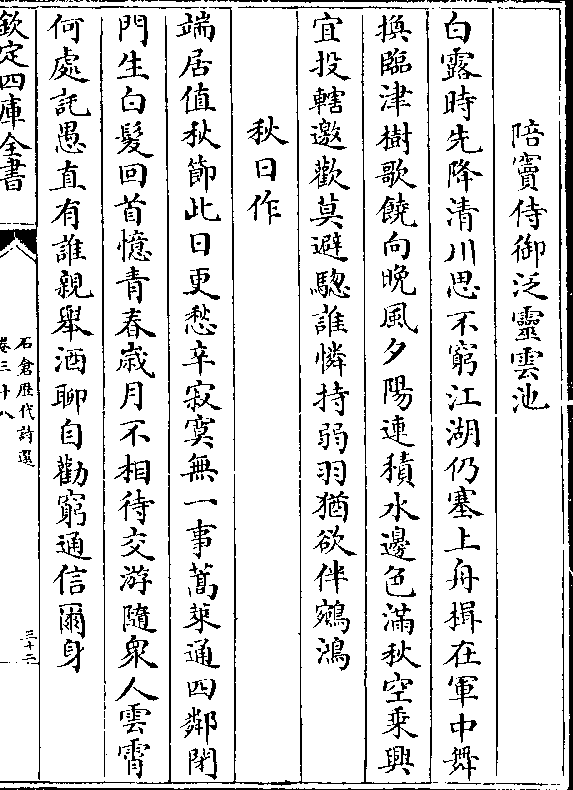 陪竇侍御泛靈雲池
白露時先降清川思不窮江湖仍塞上舟楫在軍中舞
換臨津樹歌饒向晚風夕陽連積水邊色滿秋空乘興
宜投轄邀歡莫避驄誰憐持弱羽猶欲伴鵷鴻
秋日作
端居值秋節此日更愁辛寂寞無一事蒿萊通四鄰閉
門生白髮回首憶青春歲月不相待交游隨衆人雲霄
何處託愚直有誰親舉酒聊自勸窮通信爾身
欽定四庫全書
石倉歷代詩選
卷三十八
三十二